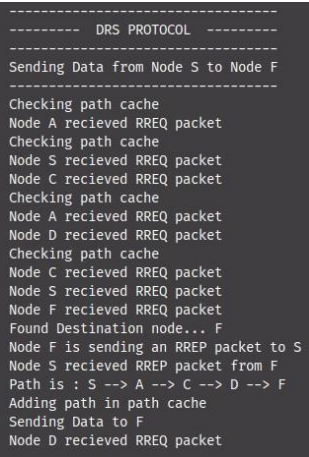 ----------------------------------
--------- DRS PROTOCOL ---------
----------------------------------
Sending Data from Node S to Node F
----------------------------------
Checking path cache
Node A recieved RREQ packet
Checking path cache
Node S recieved RREQ packet
Node C recieved RREQ packet
Checking path cache
Node A recieved RREQ packet
Node D recieved RREQ packet
Checking path cache
Node C recieved RREQ packet
Node S recieved RREQ packet
Node F recieved RREQ packet
Found Destination node... F
Node F is sending an RREP packet to S
Node S recieved RREP packet from F
Path is : S --> A --> C --> D --> F
Adding path in path cache
Sending Data to F
Node D recieved RREQ packet